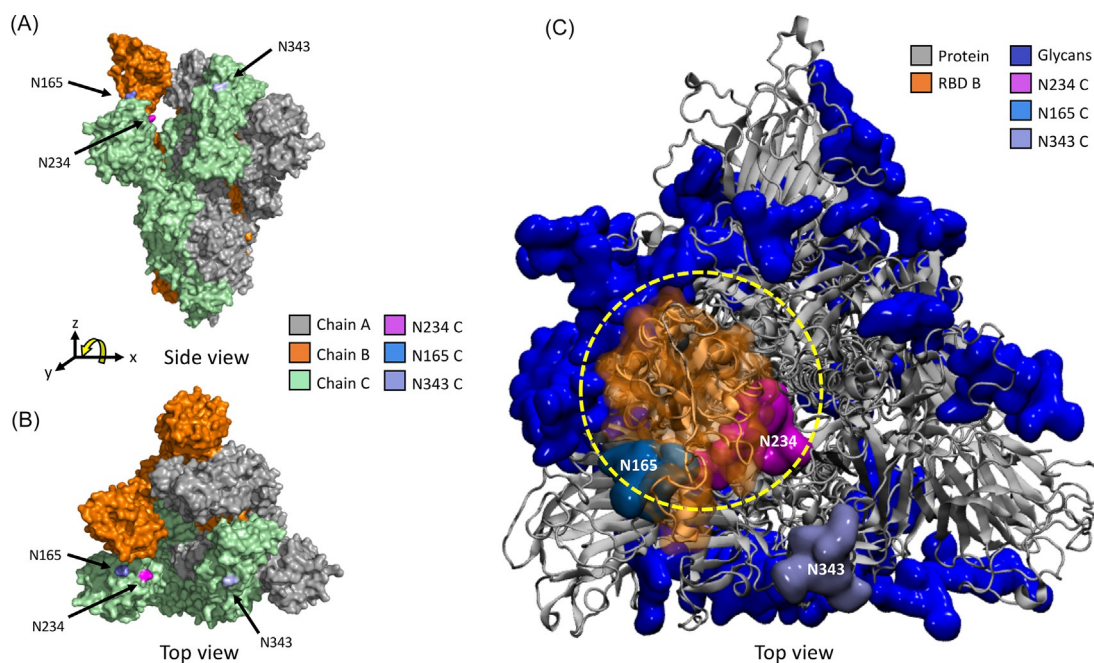 (A)
N343
N165
N234
z
y
x
Side view
Chain A
Chain B
Chain C
N234 C
N165 C
N343 C
(B)
N165
N234
N343
Top view
(C)
Protein
RBD B
Glycans
N234 C
N165 C
N343 C
N165
N234
N343
Top view